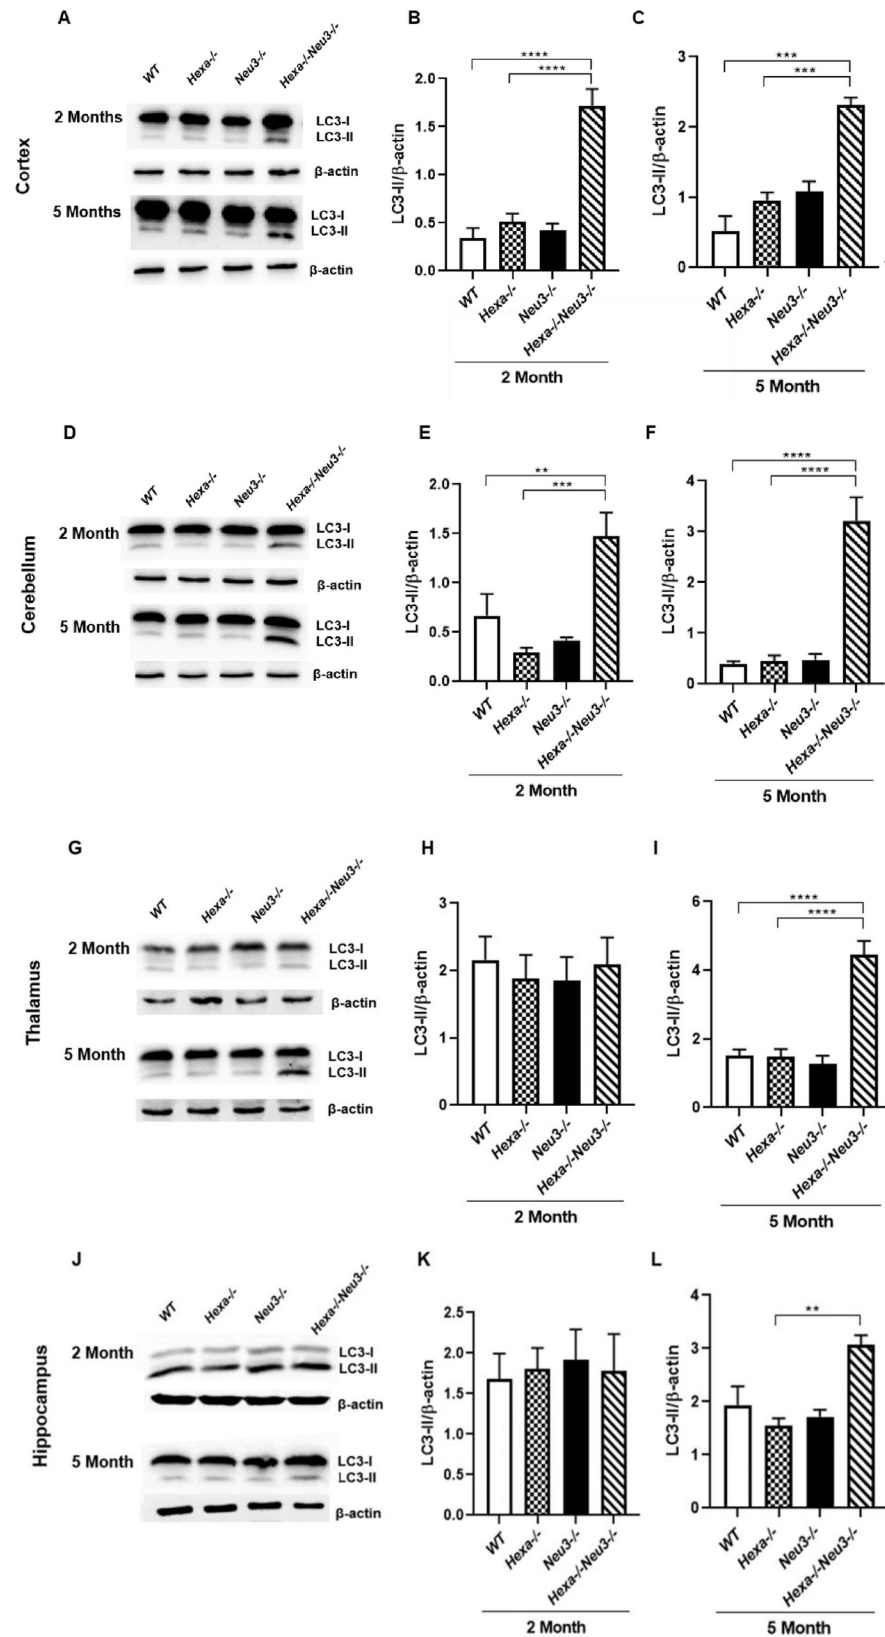 A
WT
Hexa-/-
Neu3-/-
Hexa-/-Neu3-/-
Cortex
2 Months
LC3-I
LC3-II
β-actin
5 Months
LC3-I
LC3-II
β-actin
B
****
****
LC3-II/β-actin
2.0
1.5
1.0
0.5
0.0
WT
Hexa-/-
Neu3-/-
Hexa-/-Neu3-/-
2 Month
C
***
***
LC3-II/β-actin
3
2
1
0
WT
Hexa-/-
Neu3-/-
Hexa-/-Neu3-/-
5 Month
D
WT
Hexa-/-
Neu3-/-
Hexa-/-Neu3-/-
Cerebellum
2 Month
LC3-I
LC3-II
β-actin
5 Month
LC3-I
LC3-II
β-actin
E
**
***
LC3-II/β-actin
2.0
1.5
1.0
0.5
0.0
WT
Hexa-/-
Neu3-/-
Hexa-/-Neu3-/-
2 Month
F
****
****
LC3-II/β-actin
4
3
2
1
0
WT
Hexa-/-
Neu3-/-
Hexa-/-Neu3-/-
5 Month
G
WT
Hexa-/-
Neu3-/-
Hexa-/-Neu3-/-
Thalamus
2 Month
LC3-I
LC3-II
β-actin
5 Month
LC3-I
LC3-II
β-actin
H
LC3-II/β-actin
3
2
1
0
WT
Hexa-/-
Neu3-/-
Hexa-/-Neu3-/-
2 Month
I
****
****
LC3-II/β-actin
6
4
2
0
WT
Hexa-/-
Neu3-/-
Hexa-/-Neu3-/-
5 Month
J
WT
Hexa-/-
Neu3-/-
Hexa-/-Neu3-/-
Hippocampus
2 Month
LC3-I
LC3-II
β-actin
5 Month
LC3-I
LC3-II
β-actin
K
LC3-II/β-actin
2.5
2.0
1.5
1.0
0.5
0.0
WT
Hexa-/-
Neu3-/-
Hexa-/-Neu3-/-
2 Month
L
**
LC3-II/β-actin
4
3
2
1
0
WT
Hexa-/-
Neu3-/-
Hexa-/-Neu3-/-
5 Month